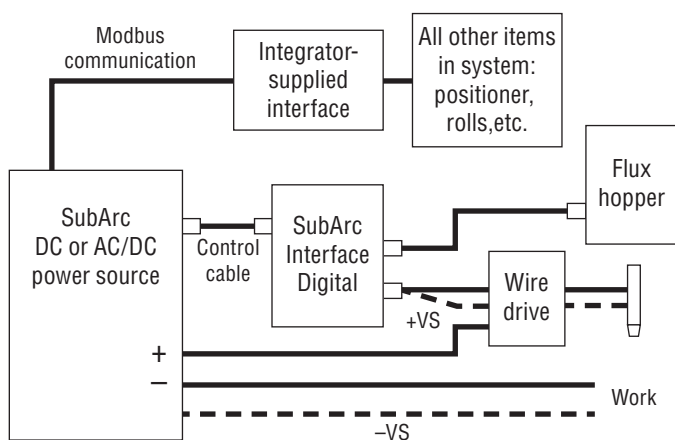 Modbus
communication
Integrator-
supplied
interface
All other items
in system:
positioner,
rolls,etc.
Flux
hopper
SubArc
DC or AC/DC
power source
Control
cable
SubArc
Interface
Digital
Wire
drive
+VS
+
–
Work
–VS